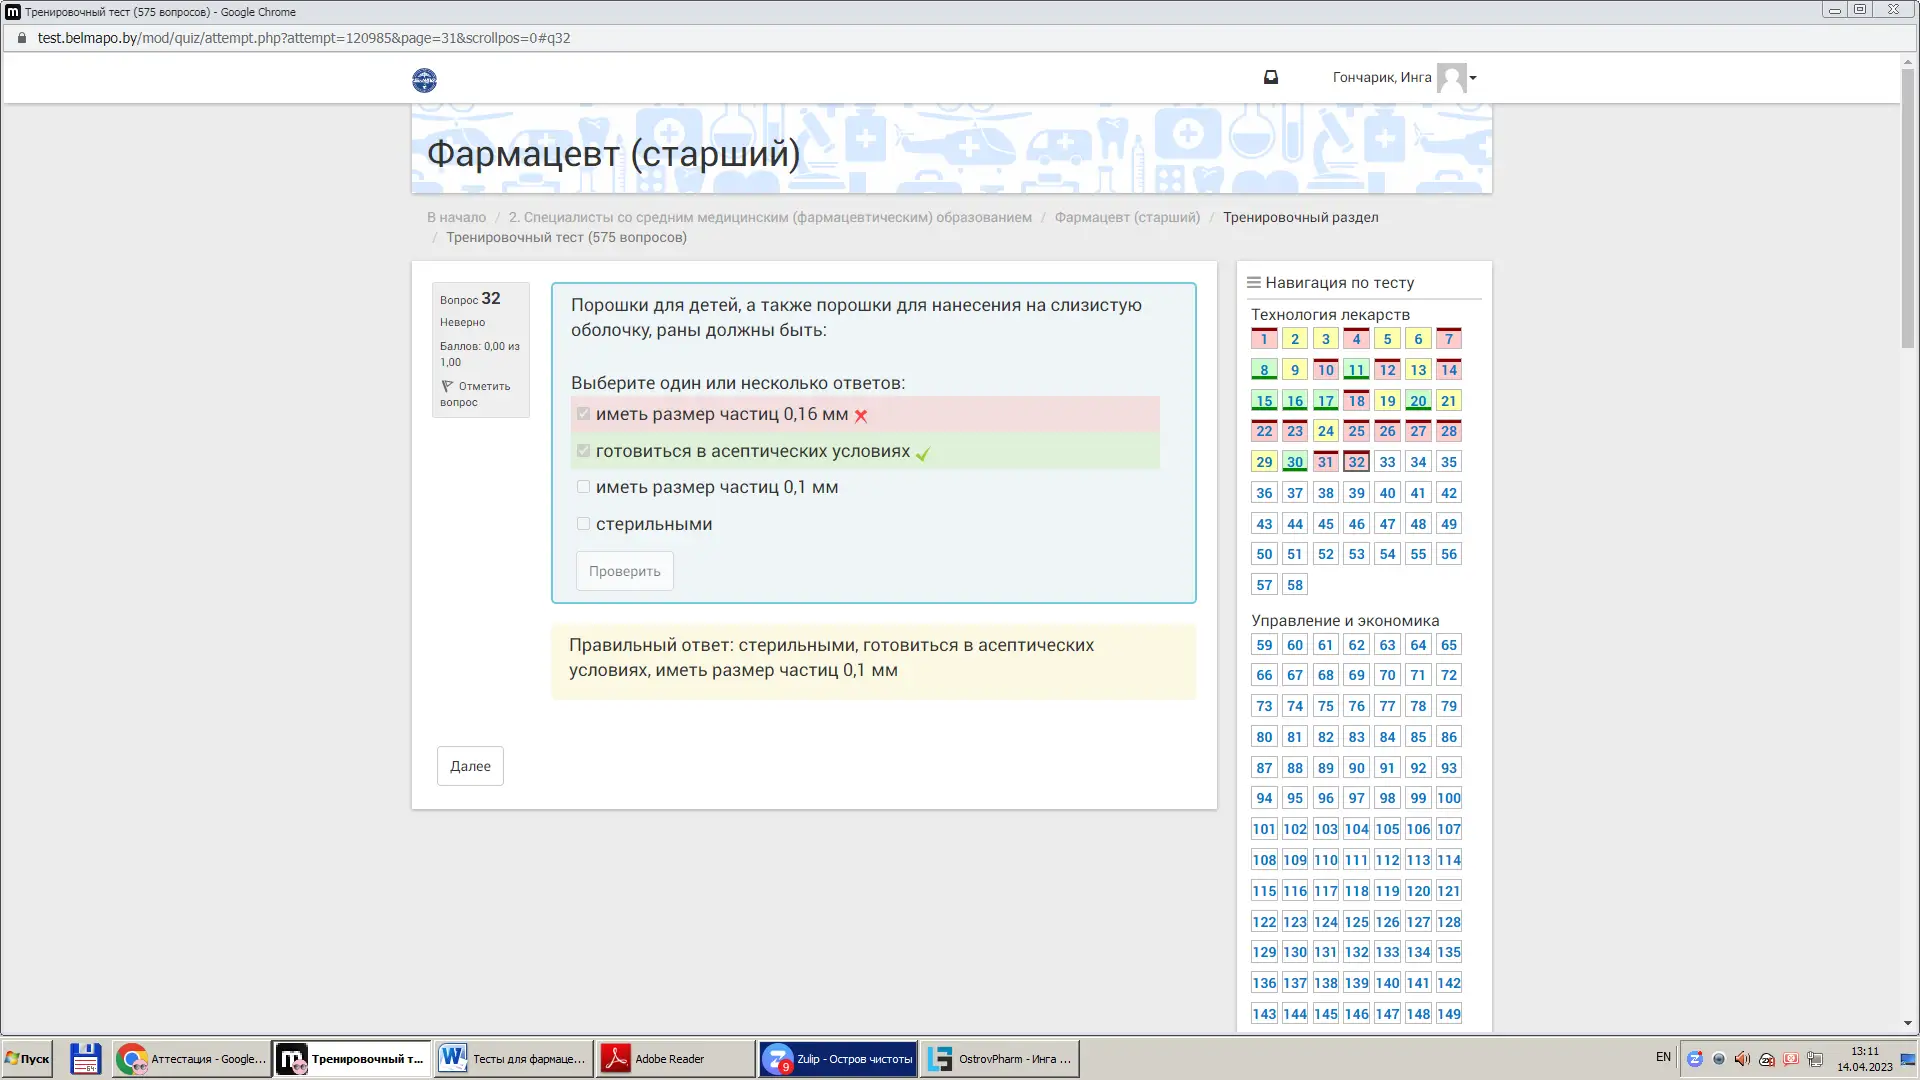 Тренировочный тест (575 вопросов) - Google Chrome
test.belmapo.by/mod/quiz/attempt.php?attempt=120985&page=31&scrollpos=0#q32
Гончарик, Инга
Фармацевт (старший)
В начало / 2. Специалисты со средним медицинским (фармацевтическим) образованием / Фармацевт (старший) / Тренировочный раздел
/ Тренировочный тест (575 вопросов)
Вопрос 32
Неверно
Баллов: 0,00 из
1,00
Отметить
вопрос
Порошки для детей, а также порошки для нанесения на слизистую
оболочку, раны должны быть:
Выберите один или несколько ответов:
иметь размер частиц 0,16 мм
готовиться в асептических условиях
иметь размер частиц 0,1 мм
стерильными
Проверить
Правильный ответ: стерильными, готовиться в асептических
условиях, иметь размер частиц 0,1 мм
Далее
Навигация по тесту
Технология лекарств
1 2 3 4 5 6 7
8 9 10 11 12 13 14
15 16 17 18 19 20 21
22 23 24 25 26 27 28
29 30 31 32 33 34 35
36 37 38 39 40 41 42
43 44 45 46 47 48 49
50 51 52 53 54 55 56
57 58
Управление и экономика
59 60 61 62 63 64 65
66 67 68 69 70 71 72
73 74 75 76 77 78 79
80 81 82 83 84 85 86
87 88 89 90 91 92 93
94 95 96 97 98 99 100
101 102 103 104 105 106 107
108 109 110 111 112 113 114
115 116 117 118 119 120 121
122 123 124 125 126 127 128
129 130 131 132 133 134 135
136 137 138 139 140 141 142
143 144 145 146 147 148 149
Пуск
64
Аттестация - Google...
Тренировочный т...
Тесты для фармаце...
Adobe Reader
9
Zulip - Остров чистоты
OstrovPharm - Инга ...
EN
13:11
14.04.2023